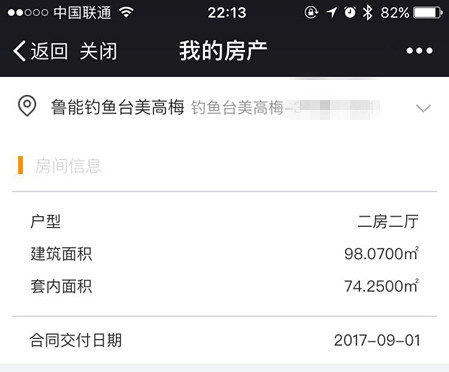 中国联通 22:13 82%
返回 关闭 我的房产
鲁能钓鱼台美高梅 钓鱼台美高梅-
房间信息
户型 二房二厅
建筑面积 98.0700㎡
套内面积 74.2500㎡
合同交付日期 2017-09-01